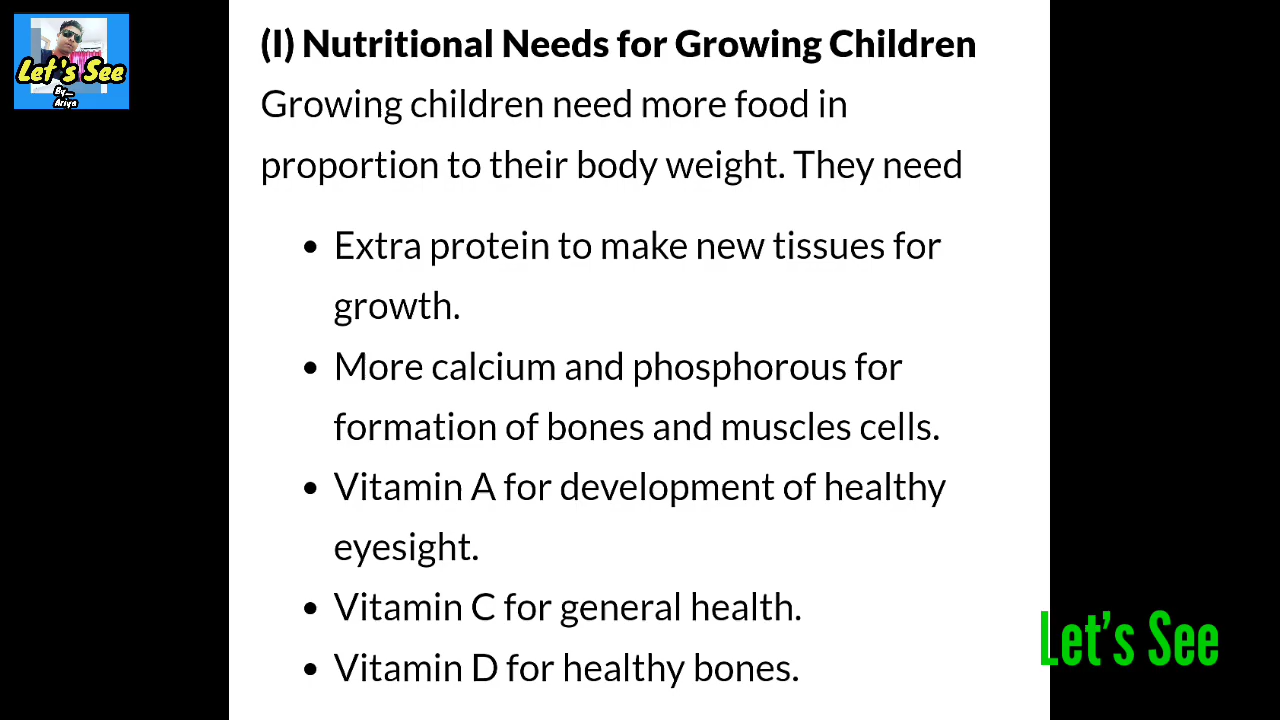 Let's See
By__
Ariya
(I) Nutritional Needs for Growing Children
Growing children need more food in
proportion to their body weight. They need
• Extra protein to make new tissues for
growth.
• More calcium and phosphorous for
formation of bones and muscles cells.
• Vitamin A for development of healthy
eyesight.
• Vitamin C for general health.
• Vitamin D for healthy bones.
Let's See